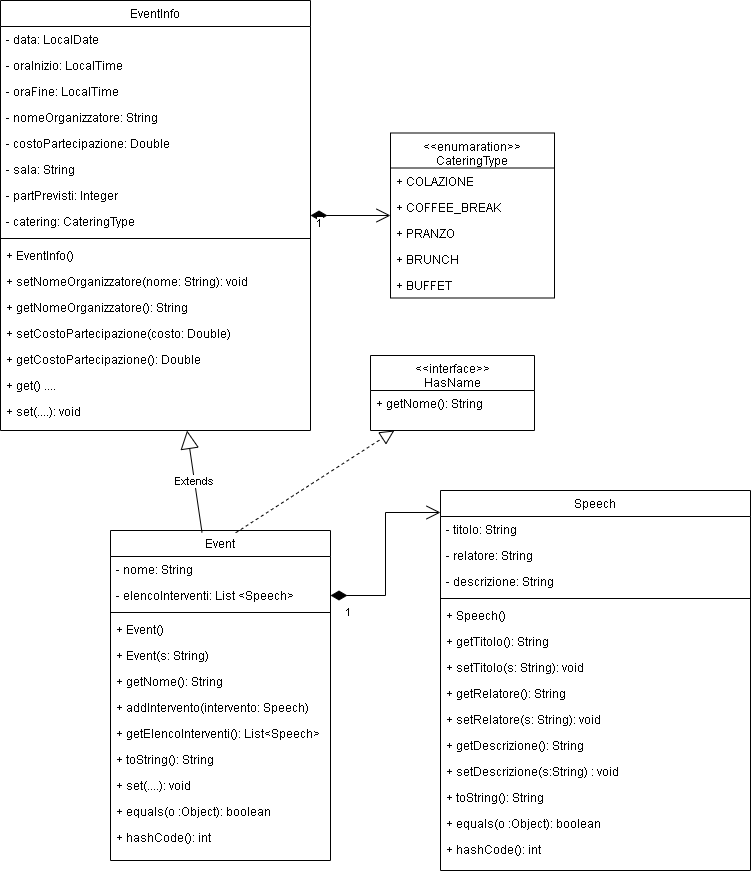 EventInfo
- data: LocalDate
- oraInizio: LocalTime
- oraFine: LocalTime
- nomeOrganizzatore: String
- costoPartecipazione: Double
- sala: String
- partPrevisti: Integer
- catering: CateringType
+ EventInfo()
+ setNomeOrganizzatore(nome: String): void
+ getNomeOrganizzatore(): String
+ setCostoPartecipazione(costo: Double)
+ getCostoPartecipazione(): Double
+ get() ....
+ set(....): void
1
<<enumaration>>
CateringType
+ COLAZIONE
+ COFFEE_BREAK
+ PRANZO
+ BRUNCH
+ BUFFET
<<interface>>
HasName
+ getNome(): String
Extends
Event
- nome: String
- elencoInterventi: List <Speech>
+ Event()
+ Event(s: String)
+ getNome(): String
+ addIntervento(intervento: Speech)
+ getElencoInterventi(): List<Speech>
+ toString(): String
+ set(....): void
+ equals(o :Object): boolean
+ hashCode(): int
1
Speech
- titolo: String
- relatore: String
- descrizione: String
+ Speech()
+ getTitolo(): String
+ setTitolo(s: String): void
+ getRelatore(): String
+ setRelatore(s: String): void
+ getDescrizione(): String
+ setDescrizione(s:String) : void
+ toString(): String
+ equals(o :Object): boolean
+ hashCode(): int